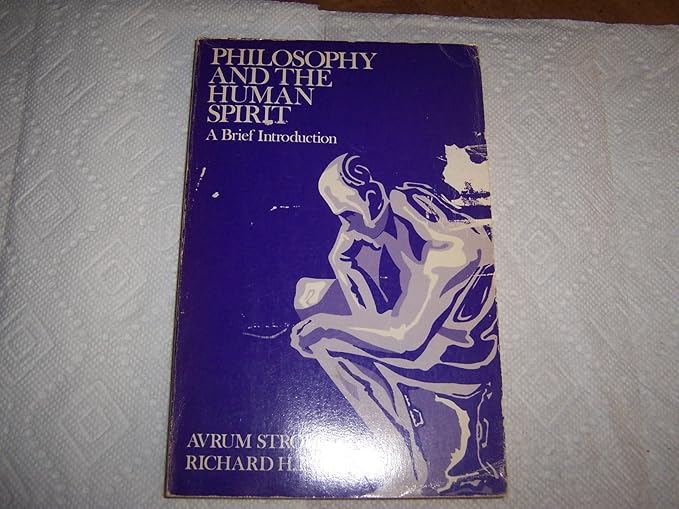 PHILOSOPHY
AND THE
HUMAN
SPIRIT
A Brief Introduction
AVRUM
RICHARD H.